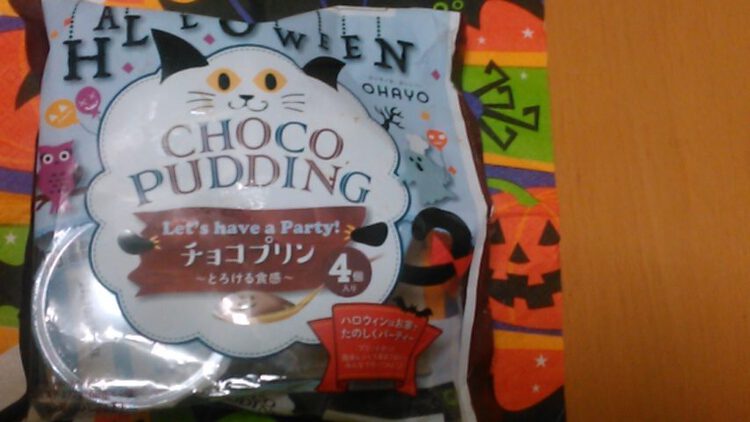 HALLOWEEN
OHAYO
CHOCO
PUDDING
Let's have a Party!
チョコプリン
～とろける食感～
4個
入り
ハロウィンはお家で
たのしくパーティー